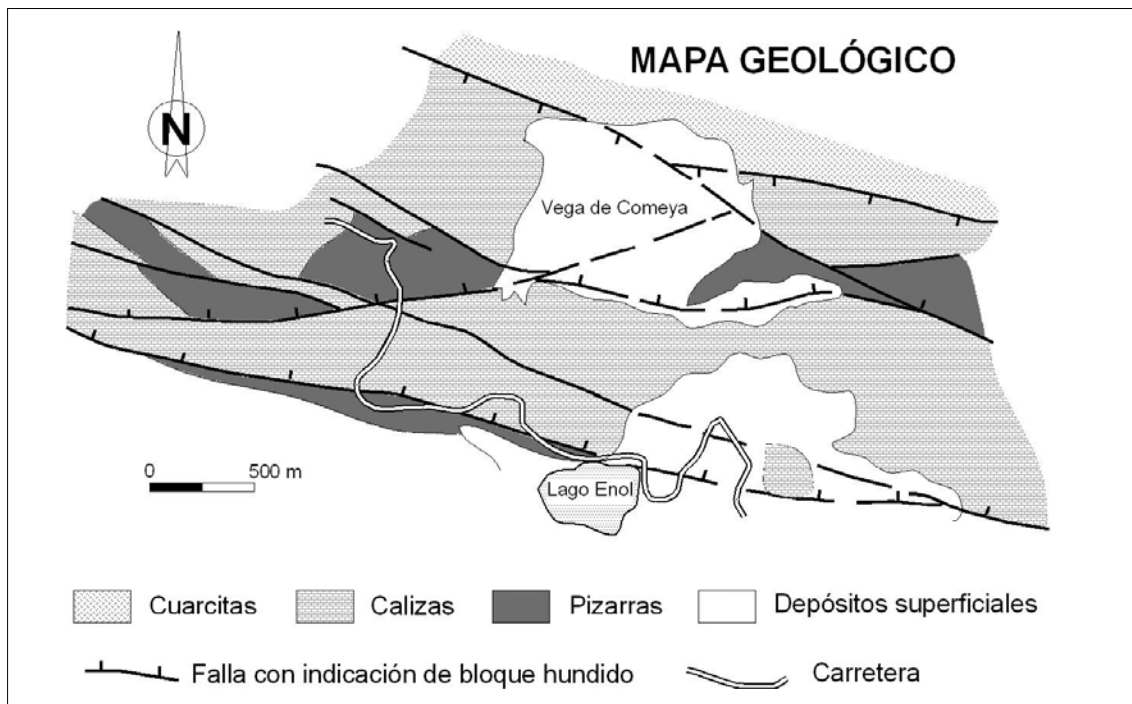 MAPA GEOLÓGICO
N
Vega de Comeya
0 500 m
Lago Enol
Cuarcitas Calizas Pizarras Depósitos superficiales
Falla con indicación de bloque hundido Carretera